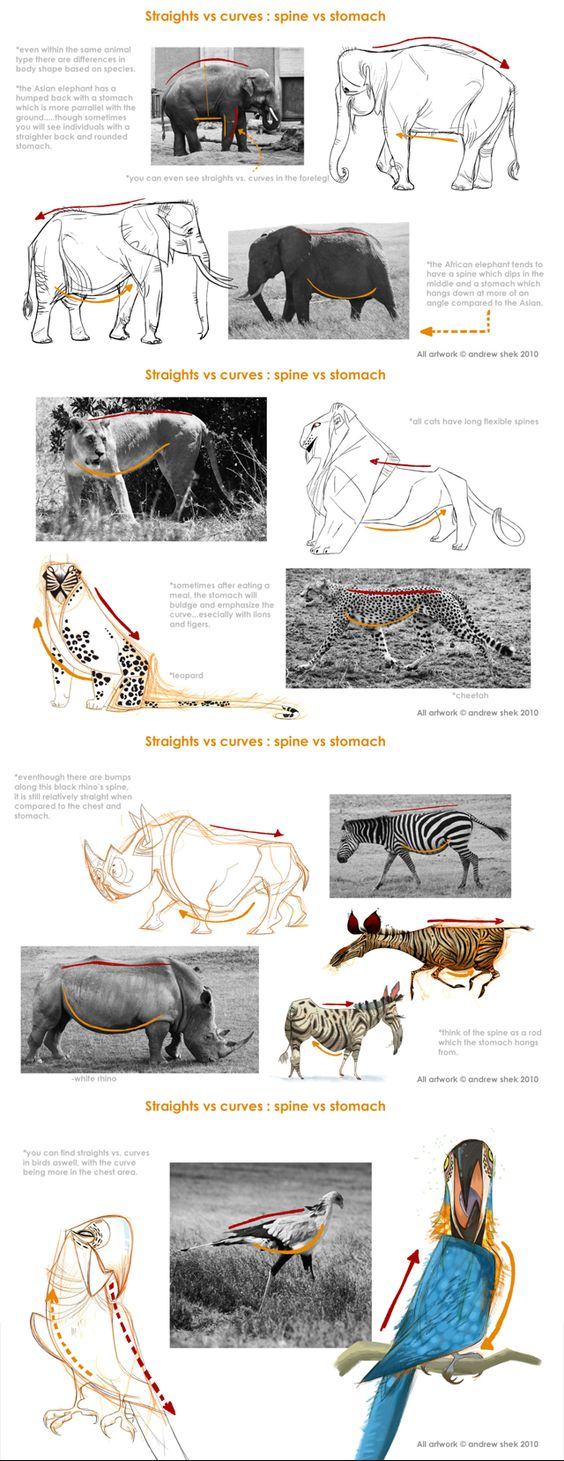 Straights vs curves : spine vs stomach
*even within the same animal
type there are differences in
body shape based on species.
*the Asian elephant has a
humped back with a stomach
which is more parrallel with the
ground.....though sometimes
you will see individuals with a
straighter back and rounded
stomach.
*you can even see straights vs. curves in the foreleg!
*the African elephant tends to
have a spine which dips in the
middle and a stomach which
hangs down at more of an
angle compared to the Asian.
All artwork © andrew shek 2010
Straights vs curves : spine vs stomach
*all cats have long flexible spines
*sometimes after eating a
meal, the stomach will
buldge and emphasize the
curve...esecially with lions
and tigers.
*leopard
*cheetah
All artwork © andrew shek 2010
Straights vs curves : spine vs stomach
*eventhough there are bumps
along this black rhino's spine,
it is still relatively straight when
compared to the chest and
stomach.
*think of the spine as a rod
which the stomach hangs
from.
-white rhino
All artwork © andrew shek 2010
Straights vs curves : spine vs stomach
*you can find straights vs. curves
in birds aswell, with the curve
being more in the chest area.
All artwork © andrew shek 2010